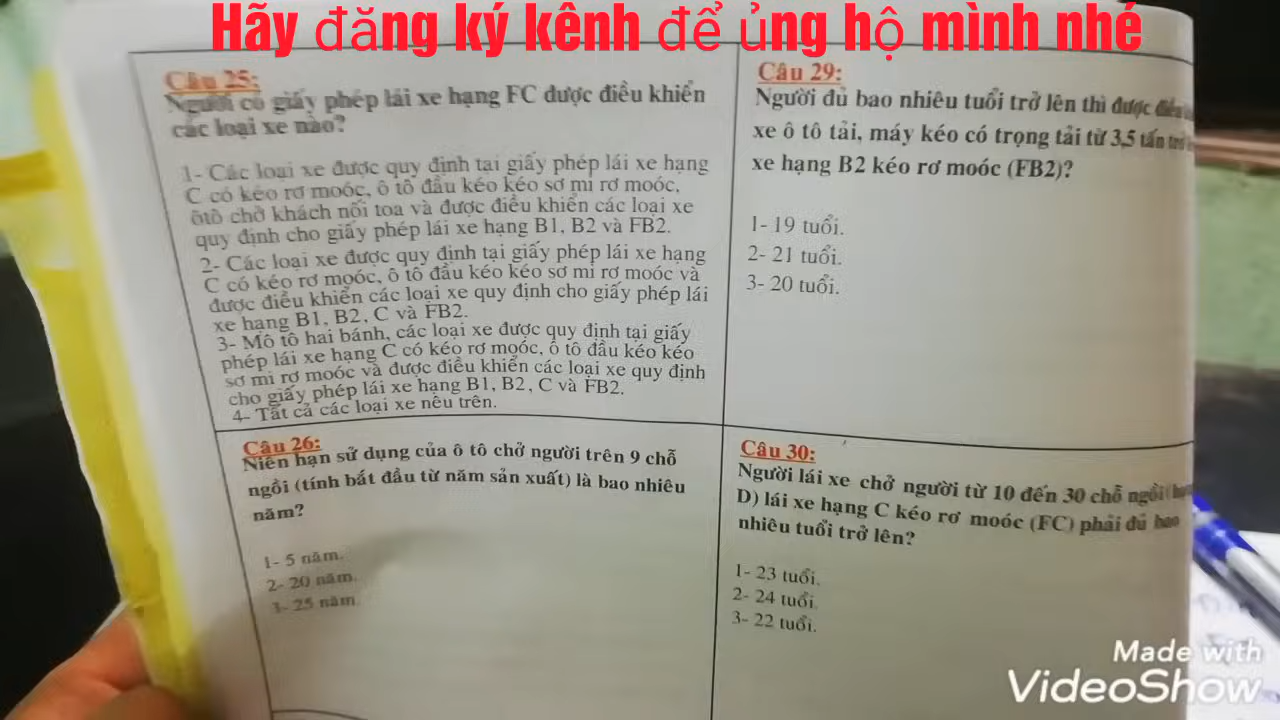 Hãy đăng ký kênh để ủng hộ mình nhé
Câu 25:
Người có giấy phép lái xe hạng FC được điều khiển
các loại xe nào?
1- Các loại xe được quy định tại giấy phép lái xe hạng
C có kéo rơ moóc, ô tô đầu kéo kéo sơ mi rơ moóc,
ôtô chở khách nối toa và được điều khiển các loại xe
quy định cho giấy phép lái xe hạng B1, B2 và FB2.
2- Các loại xe được quy định tại giấy phép lái xe hạng
C có kéo rơ moóc, ô tô đầu kéo kéo sơ mi rơ moóc và
được điều khiển các loại xe quy định cho giấy phép lái
xe hạng B1, B2, C và FB2.
3- Mô tô hai bánh, các loại xe được quy định tại giấy
phép lái xe hạng C có kéo rơ moóc, ô tô đầu kéo kéo
sơ mi rơ moóc và được điều khiển các loại xe quy định
cho giấy phép lái xe hạng B1, B2, C và FB2.
4- Tất cả các loại xe nêu trên.
Câu 26:
Niên hạn sử dụng của ô tô chở người trên 9 chỗ
ngồi (tính bắt đầu từ năm sản xuất) là bao nhiêu
năm?
1- 5 năm.
2- 20 năm.
3- 25 năm.
Câu 29:
Người đủ bao nhiêu tuổi trở lên thì được điều
xe ô tô tải, máy kéo có trọng tải từ 3,5 tấn trở
xe hạng B2 kéo rơ moóc (FB2)?
1- 19 tuổi.
2- 21 tuổi.
3- 20 tuổi.
Câu 30:
Người lái xe chở người từ 10 đến 30 chỗ ngồi
D) lái xe hạng C kéo rơ moóc (FC) phải đủ bao
nhiêu tuổi trở lên?
1- 23 tuổi.
2- 24 tuổi.
3- 22 tuổi.
Made with
VideoShow